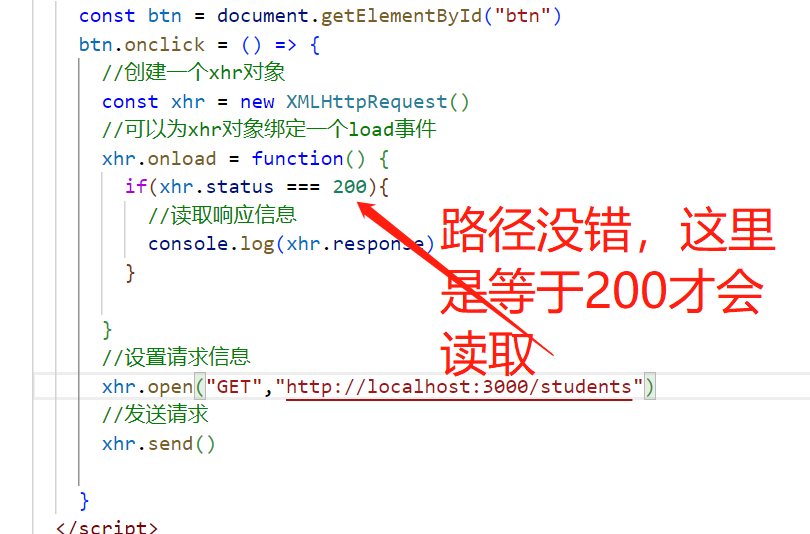 const btn = document.getElementById("btn")
btn.onclick = () => {
//创建一个xhr对象
const xhr = new XMLHttpRequest()
//可以为xhr对象绑定一个load事件
xhr.onload = function() {
if(xhr.status === 200){
//读取响应信息
console.log(xhr.response)
}
}
路径没错，这里
是等于200才会
读取
//设置请求信息
xhr.open("GET","http://localhost:3000/students")
//发送请求
xhr.send()
}
</script>